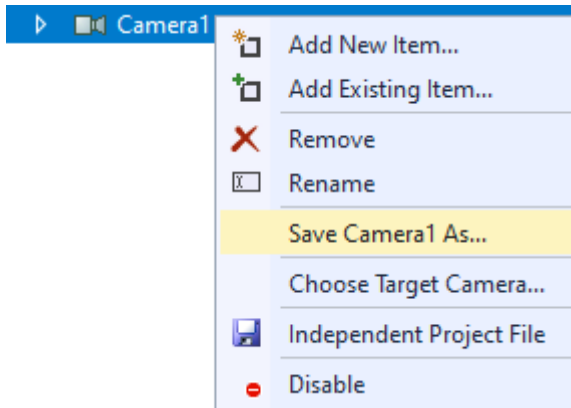 Camera1
Add New Item...
Add Existing Item...
Remove
Rename
Save Camera1 As...
Choose Target Camera...
Independent Project File
Disable